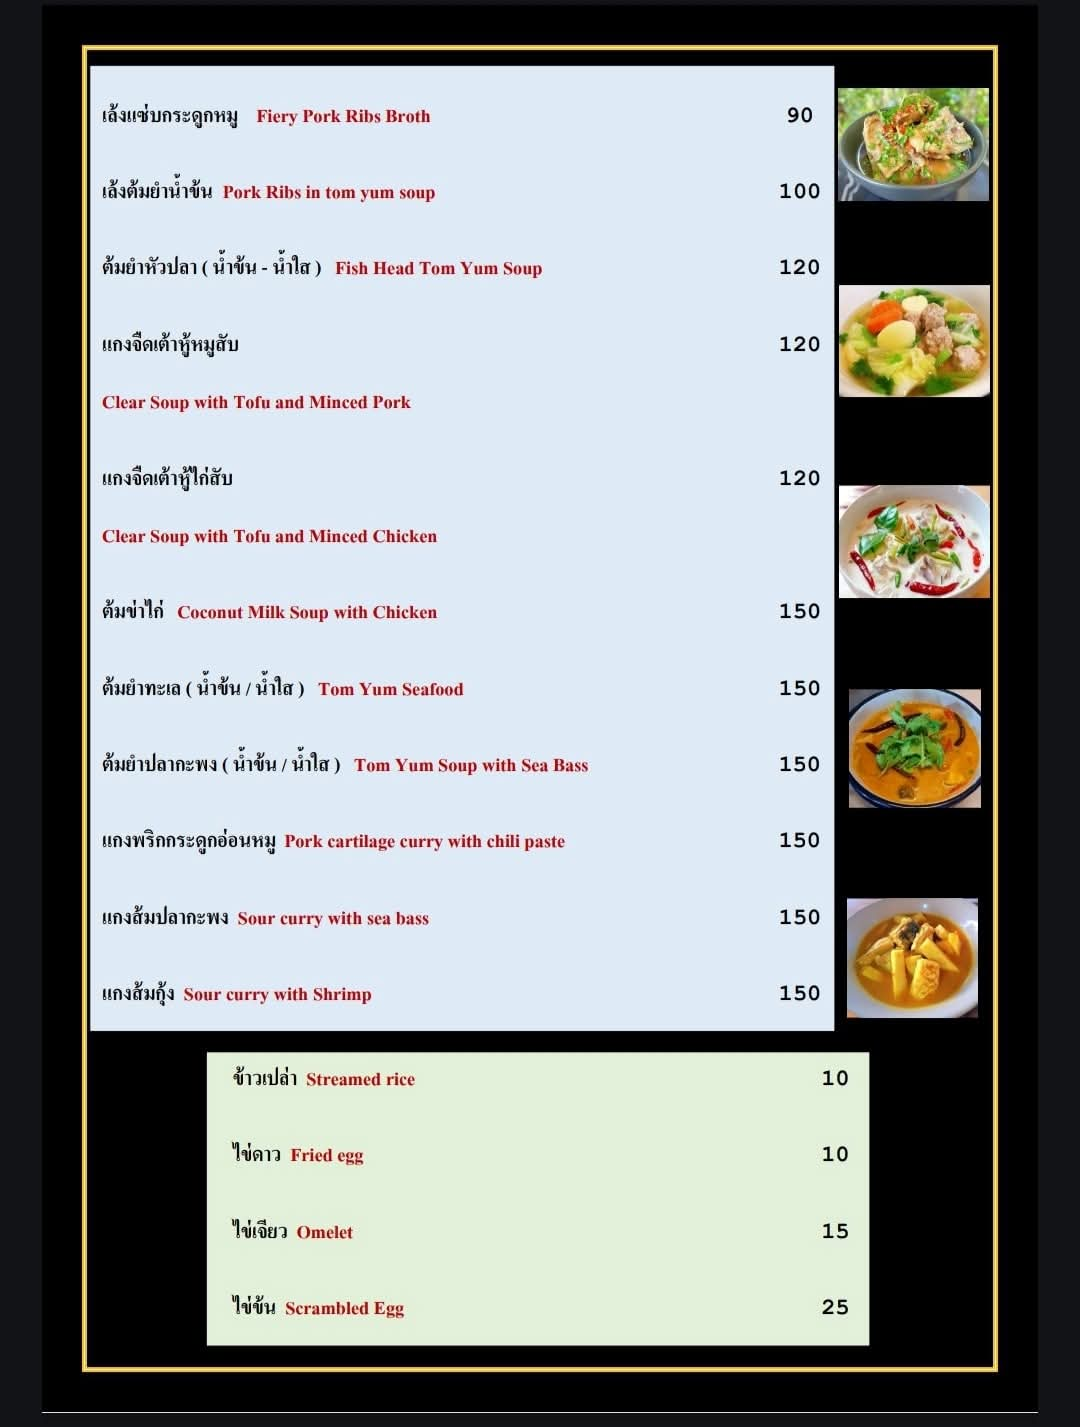 เล้งแซ่บกระดูกหมู Fiery Pork Ribs Broth 90
เล้งต้มยำน้ำข้น Pork Ribs in tom yum soup 100
ต้มยำหัวปลา ( น้ำข้น - น้ำใส ) Fish Head Tom Yum Soup 120
แกงจืดเต้าหู้หมูสับ 120
Clear Soup with Tofu and Minced Pork
แกงจืดเต้าหู้ไก่สับ 120
Clear Soup with Tofu and Minced Chicken
ต้มข่าไก่ Coconut Milk Soup with Chicken 150
ต้มยำทะเล ( น้ำข้น / น้ำใส ) Tom Yum Seafood 150
ต้มยำปลากะพง ( น้ำข้น / น้ำใส ) Tom Yum Soup with Sea Bass 150
แกงพริกกระดูกอ่อนหมู Pork cartilage curry with chili paste 150
แกงส้มปลากะพง Sour curry with sea bass 150
แกงส้มกุ้ง Sour curry with Shrimp 150
ข้าวเปล่า Streamed rice 10
ไข่ดาว Fried egg 10
ไข่เจียว Omelet 15
ไข่ข้น Scrambled Egg 25